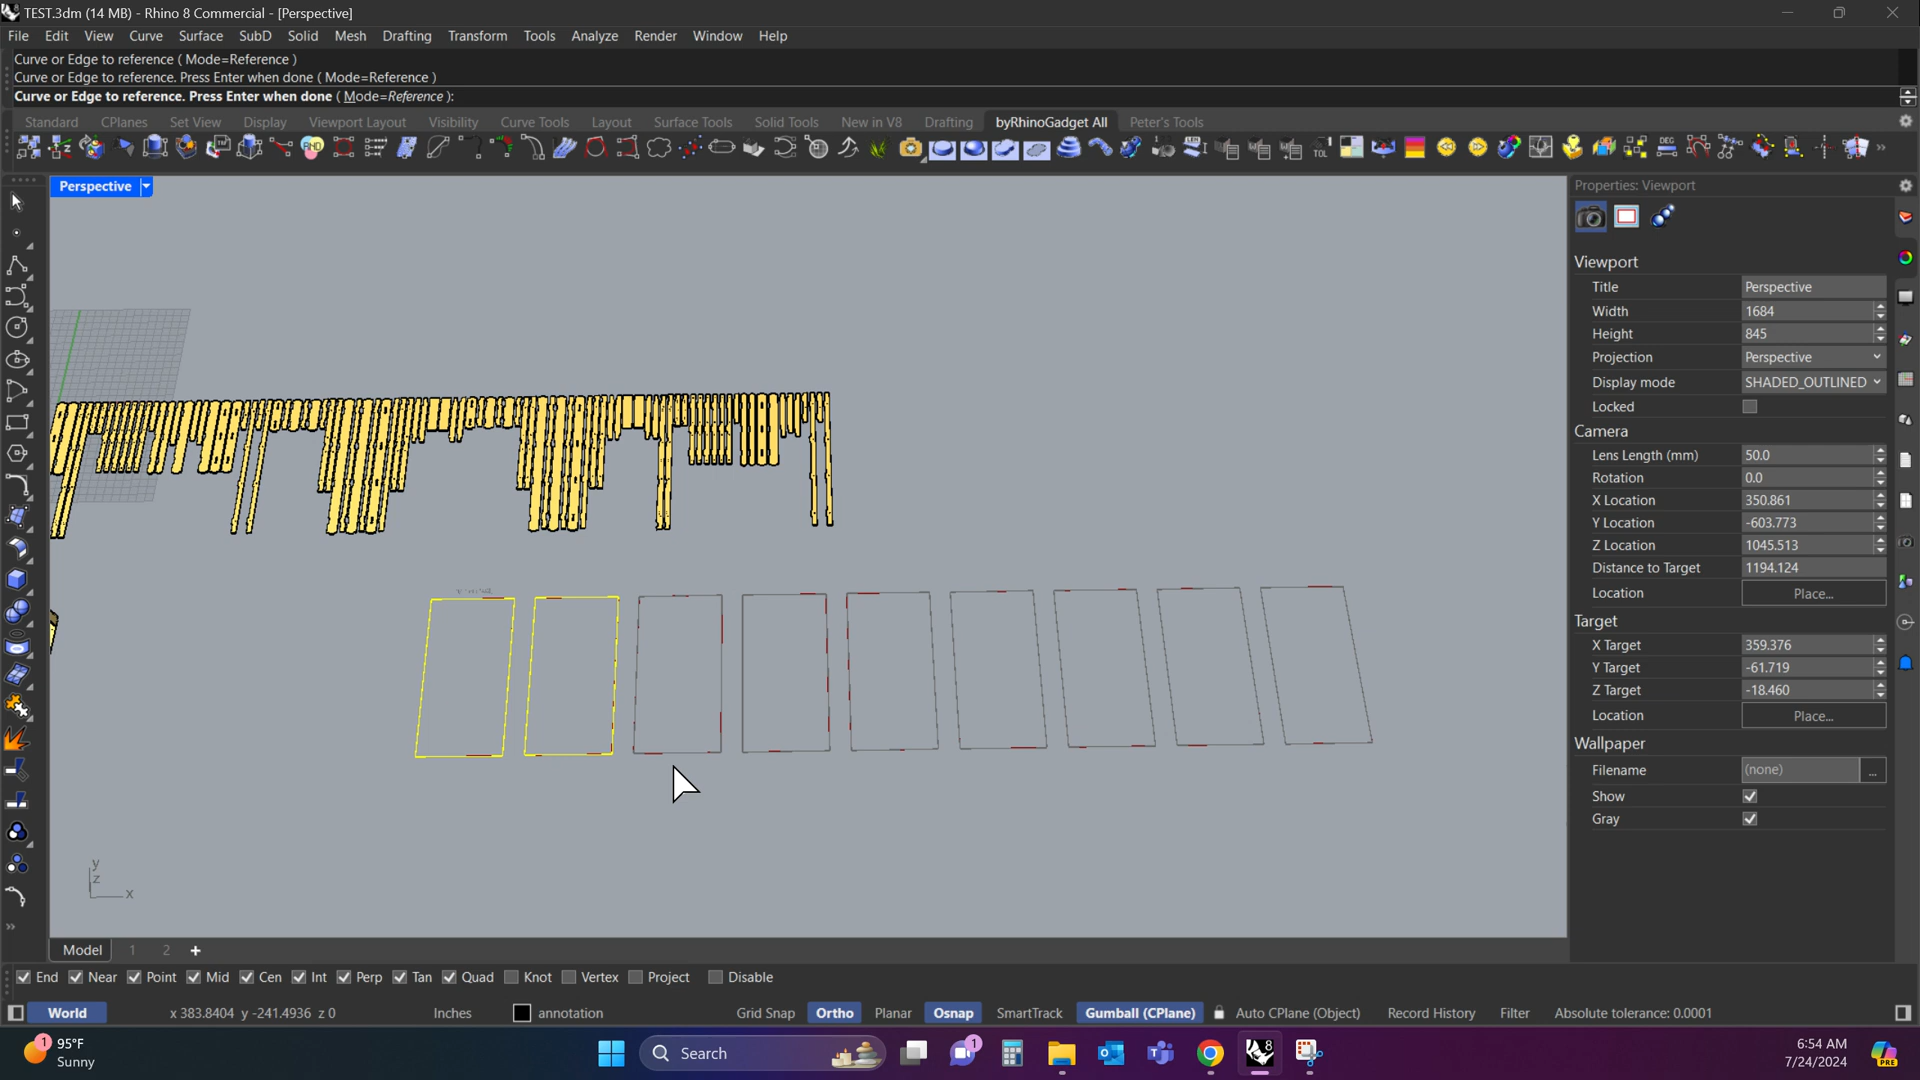 TEST.3dm (14 MB) - Rhino 8 Commercial - [Perspective]
File Edit View Curve Surface SubD Solid Mesh Drafting Transform Tools Analyze Render Window Help
Curve or Edge to reference ( Mode=Reference )
Curve or Edge to reference. Press Enter when done ( Mode=Reference )
Curve or Edge to reference. Press Enter when done ( Mode=Reference ):
Standard CPlanes Set View Display Viewport Layout Visibility Curve Tools Layout Surface Tools Solid Tools New in V8 Drafting byRhinoGadget All Peter's Tools
FIND TOL DEG
Perspective
Properties: Viewport
Viewport
Title Perspective
Width 1684
Height 845
Projection Perspective
Display mode SHADED_OUTLINED
Locked
Camera
Lens Length (mm) 50.0
Rotation 0.0
X Location 350.861
Y Location -603.773
Z Location 1045.513
Distance to Target 1194.124
Location Place...
Target
X Target 359.376
Y Target -61.719
Z Target -18.460
Location Place...
Wallpaper
Filename (none) ...
Show
Gray
y
z
x
Model 1 2 +
End Near Point Mid Cen Int Perp Tan Quad Knot Vertex Project Disable
World x 383.8404 y -241.4936 z 0 Inches annotation Grid Snap Ortho Planar Osnap SmartTrack Gumball (CPlane) Auto CPlane (Object) Record History Filter Absolute tolerance: 0.0001
1 95°F
Sunny
Search
1
8
6:54 AM
7/24/2024
PRE